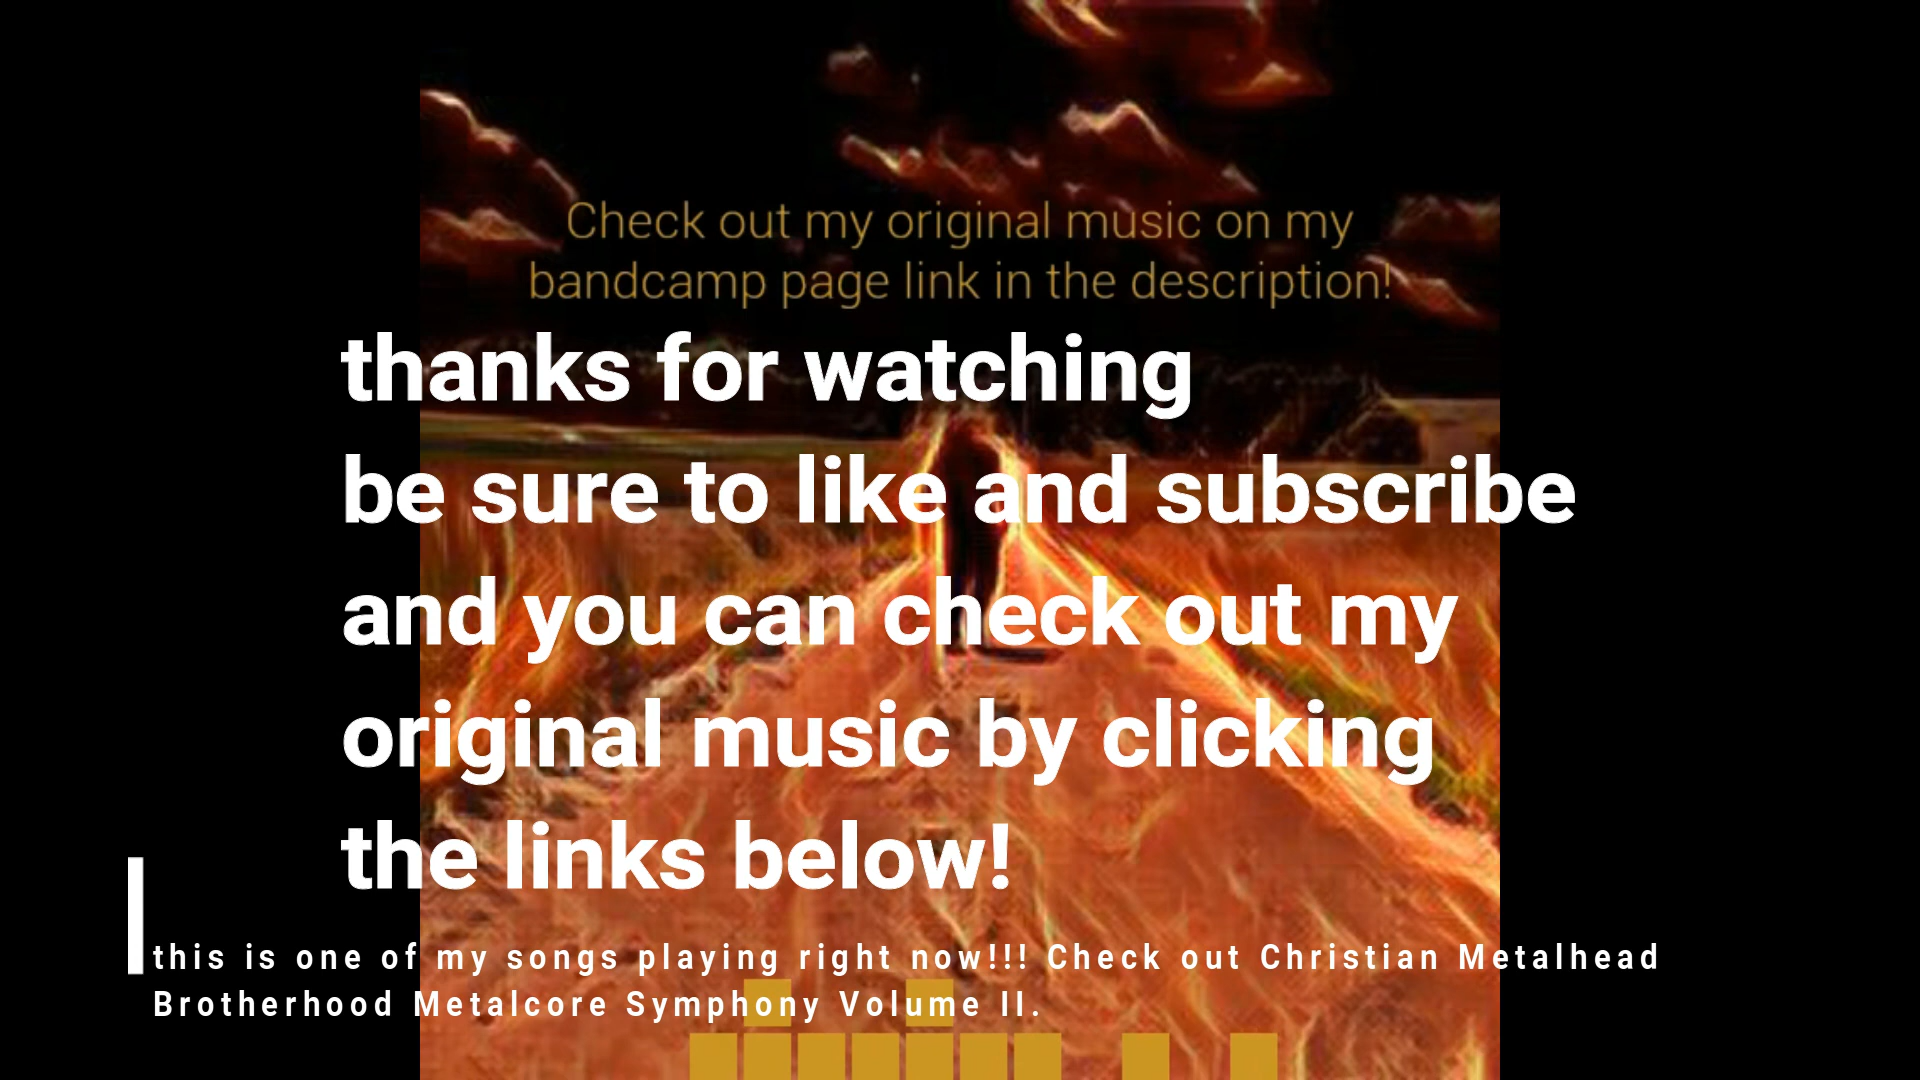 Check out my original music on my
bandcamp page link in the description!
thanks for watching
be sure to like and subscribe
and you can check out my
original music by clicking
the links below!
this is one of my songs playing right now!!! Check out Christian Metalhead
Brotherhood Metalcore Symphony Volume II.